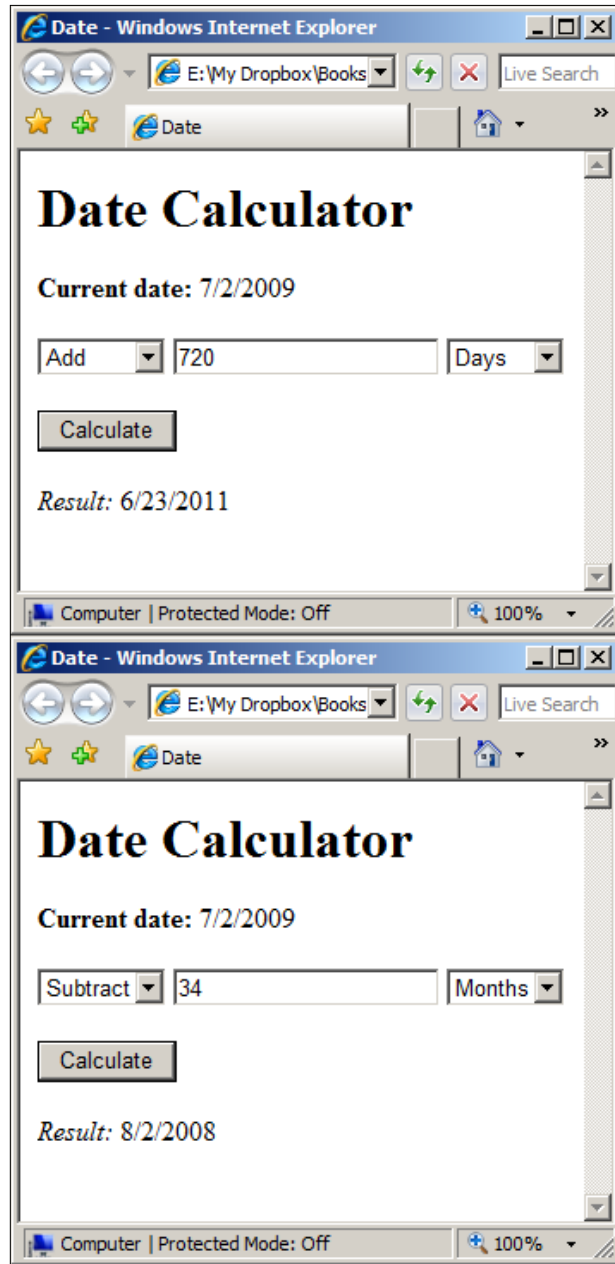 Date - Windows Internet Explorer
E:\My Dropbox\Books
Live Search
Date
»
Date Calculator
Current date: 7/2/2009
Add 720 Days
Calculate
Result: 6/23/2011
Computer | Protected Mode: Off 100%
Date - Windows Internet Explorer
E:\My Dropbox\Books
Live Search
Date
»
Date Calculator
Current date: 7/2/2009
Subtract 34 Months
Calculate
Result: 8/2/2008
Computer | Protected Mode: Off 100%